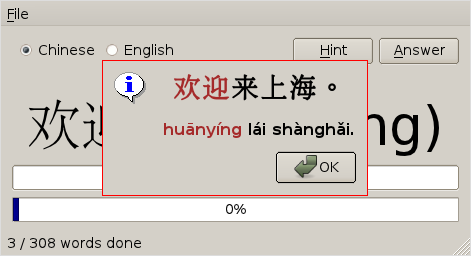 File
Chinese English Hint Answer
欢迎来上海。
huānyíng lái shànghǎi.
欢迎 ng)
OK
0%
3 / 308 words done